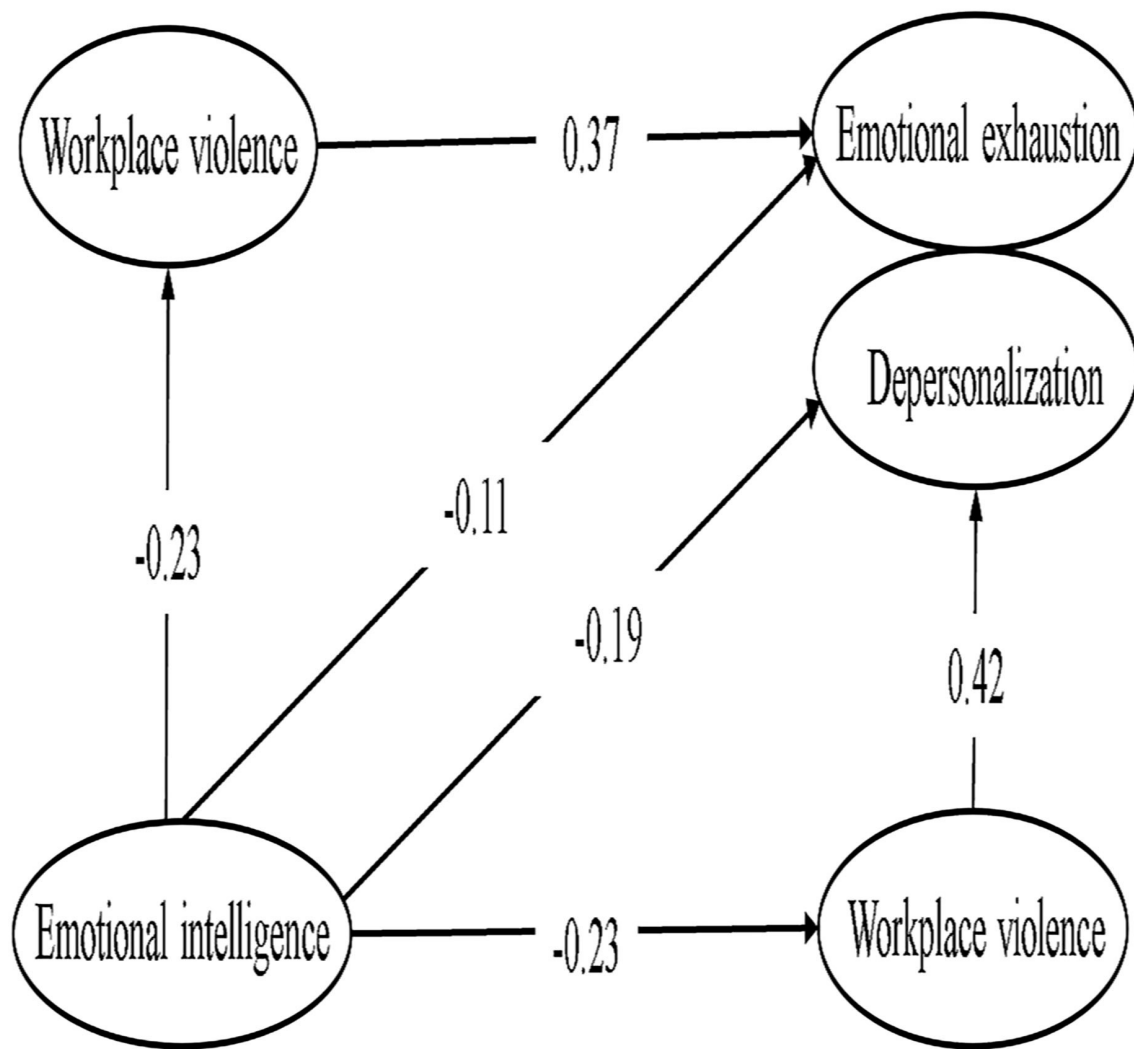 Workplace violence
0.37
Emotional exhaustion
Depersonalization
-0.11
-0.23
-0.19
0.42
Emotional intelligence
-0.23
Workplace violence